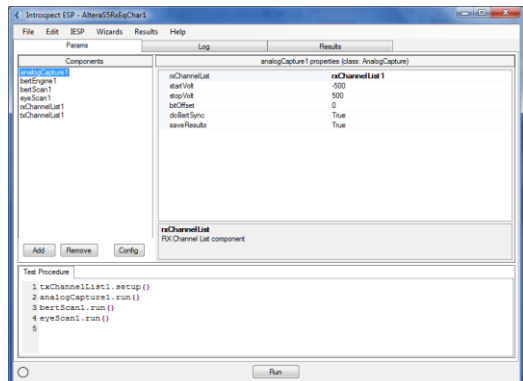 Introspect ESP - AlteraS5RxEqChar1
File Edit IESP Wizards Results Help
Params Log Results
Components
analogCapture1
bertEngine1
bertScan1
eyeScan1
rxChannelList1
txChannelList1
Add Remove Config
analogCapture1 properties (class: AnalogCapture)
rxChannelList rxChannelList1
startVolt -500
stopVolt 500
bitOffset 0
doBertSync True
saveResults True
rxChannelList
RX Channel List component
Test Procedure
1 txChannelList1.setup()
2 analogCapture1.run()
3 bertScan1.run()
4 eyeScan1.run()
5
Run